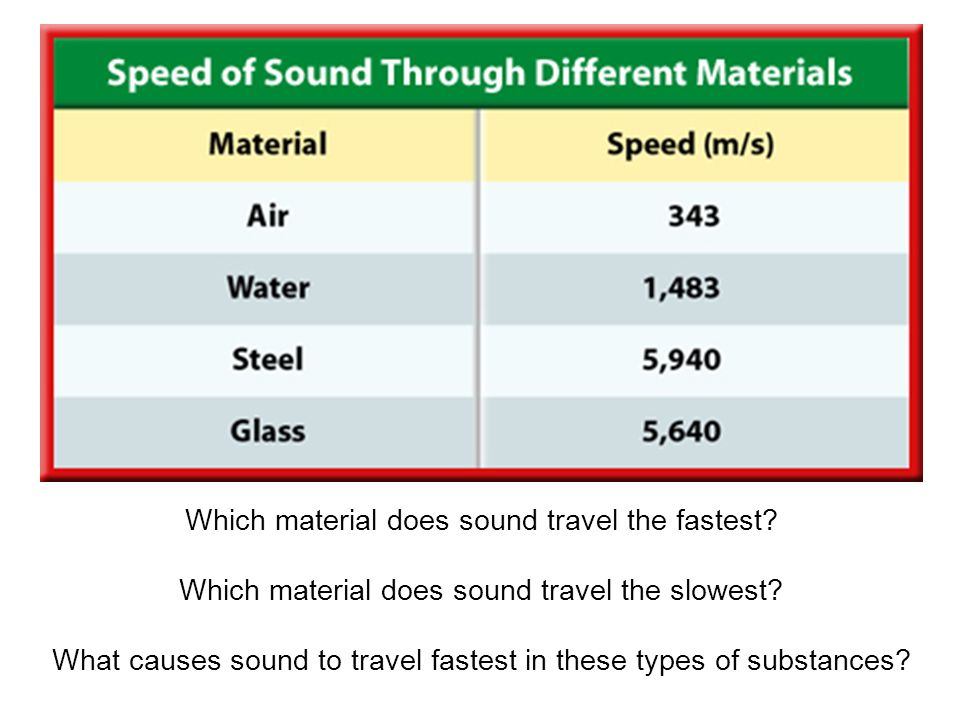 Speed of Sound Through Different Materials
Material Speed (m/s)
Air 343
Water 1,483
Steel 5,940
Glass 5,640
Which material does sound travel the fastest?
Which material does sound travel the slowest?
What causes sound to travel fastest in these types of substances?